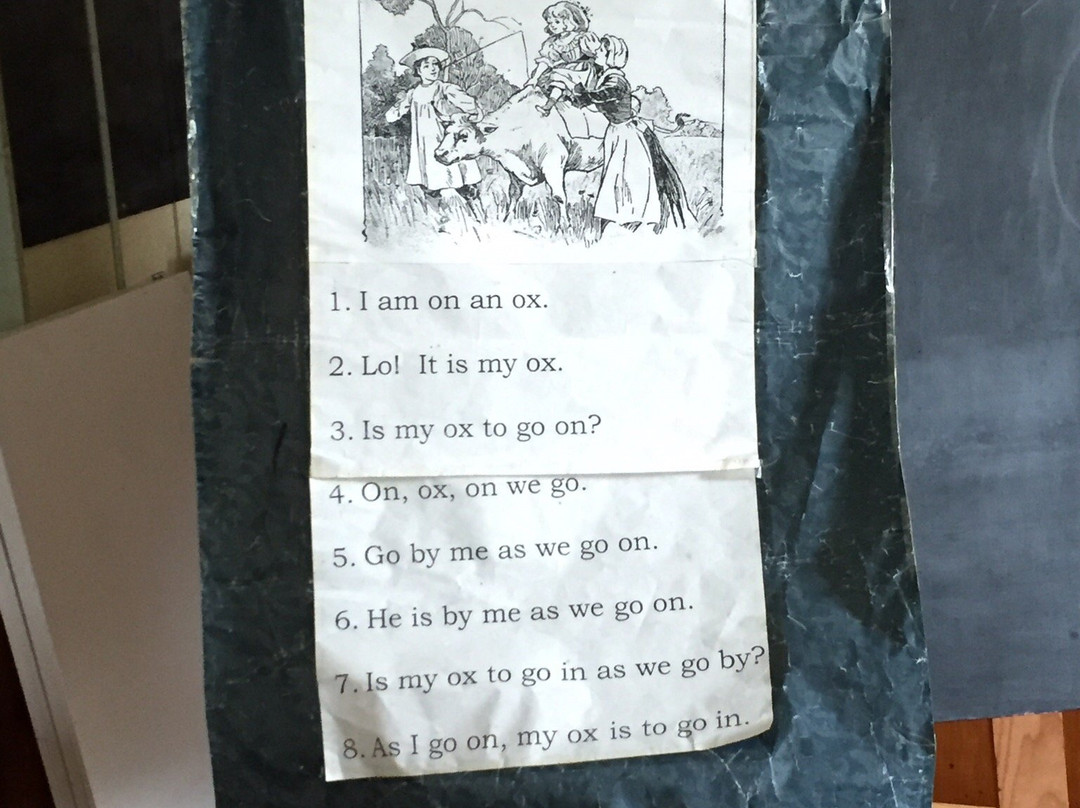 1. I am on an ox.
2. Lo! It is my ox.
3. Is my ox to go on?
4. On, ox, on we go.
5. Go by me as we go on.
6. He is by me as we go on.
7. Is my ox to go in as we go by?
8. As I go on, my ox is to go in.